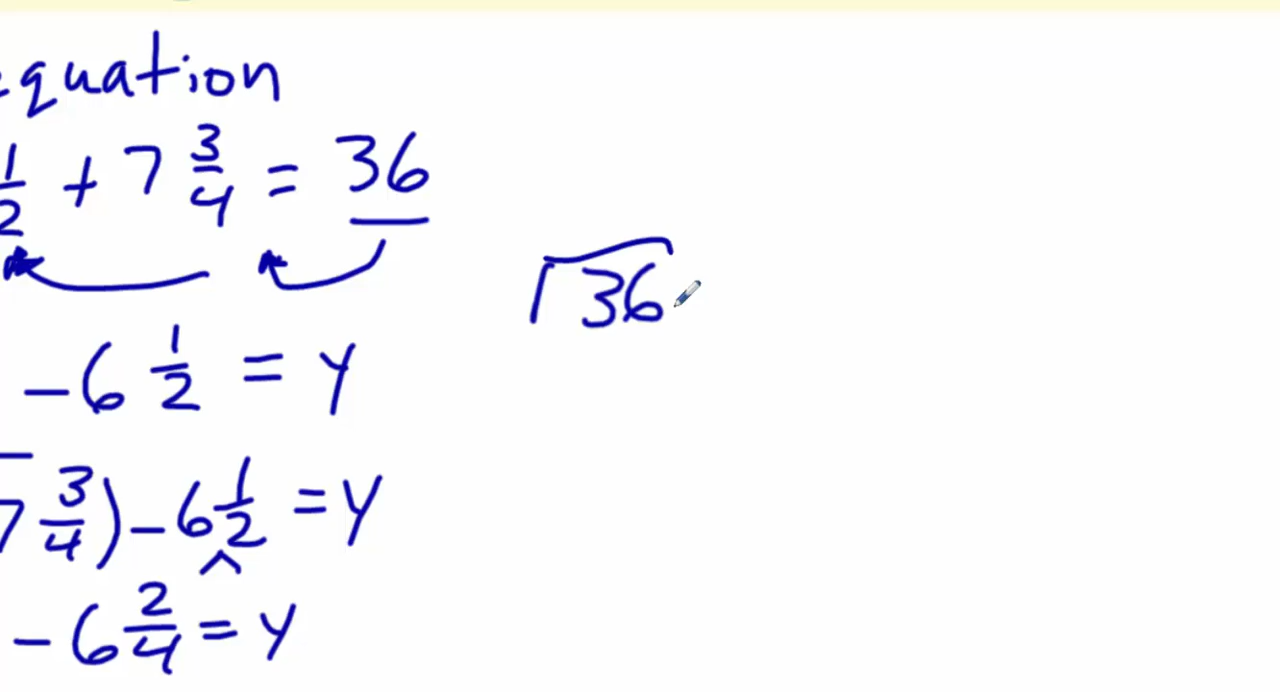 equation
1/2 + 7 3/4 = 36
36
- 6 1/2 = y
7 3/4) - 6 1/2 = y
- 6 2/4 = y